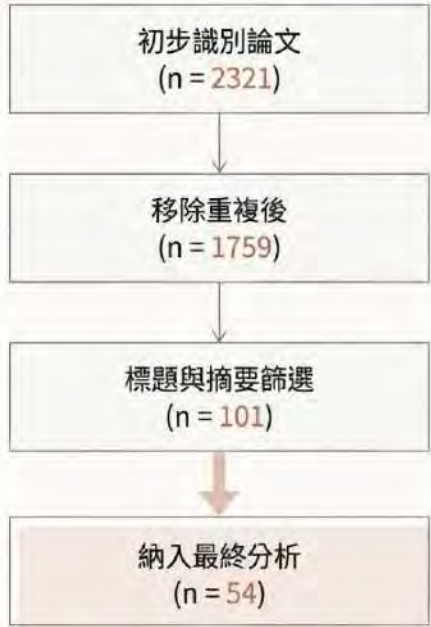 初步識別論文
(n = 2321)
移除重複後
(n = 1759)
標題與摘要篩選
(n = 101)
納入最終分析
(n = 54)